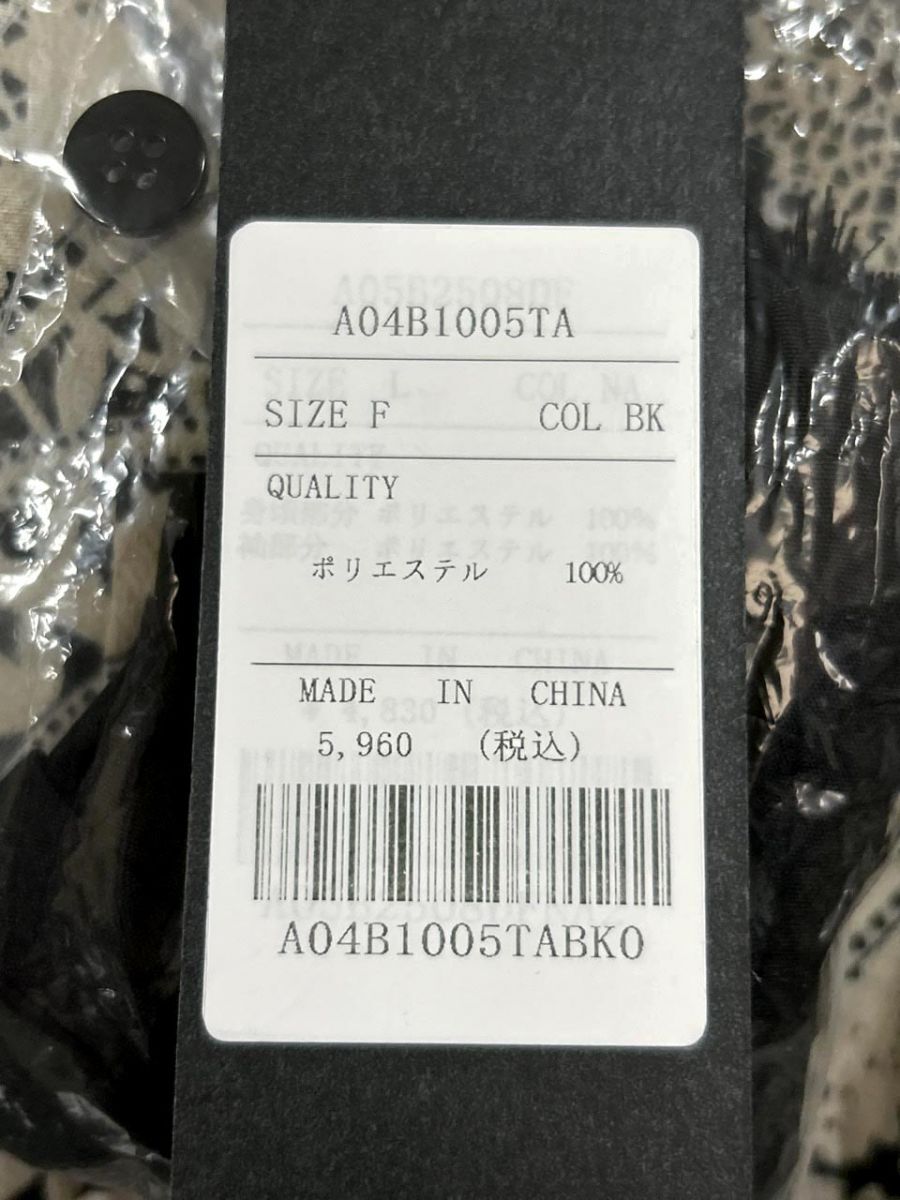 A04B1005TA
SIZE F COL BK
QUALITY
ポリエステル 100%
MADE IN CHINA
5,960 (税込)
A04B1005TABK0